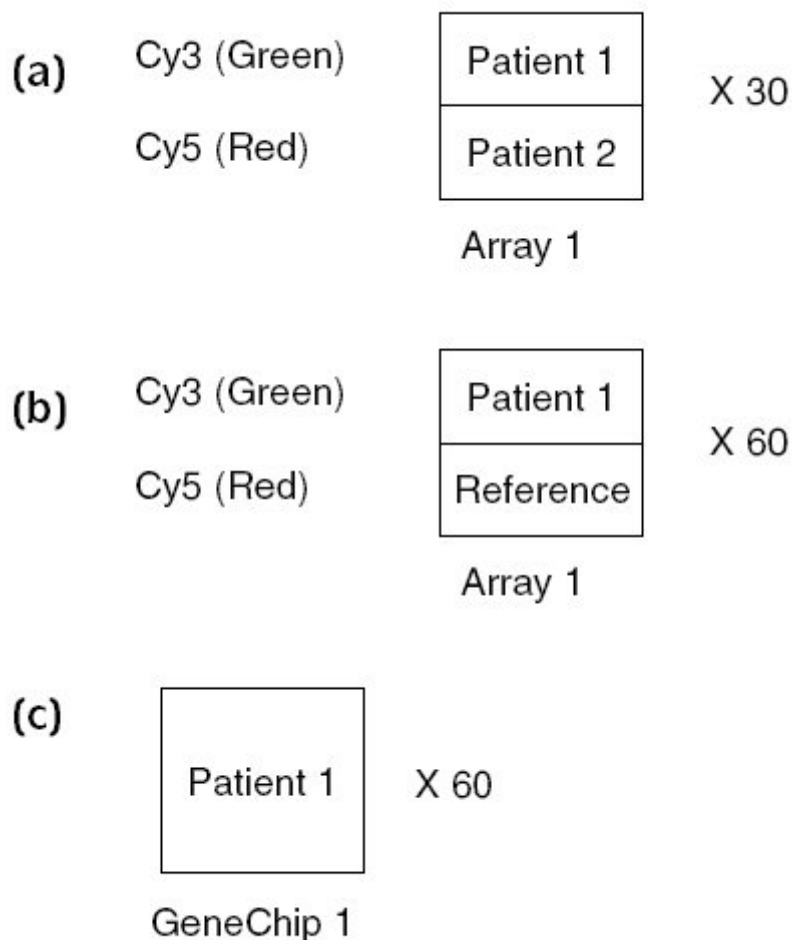 (a)
Cy3 (Green)
Patient 1
X 30
Cy5 (Red)
Patient 2
Array 1
(b)
Cy3 (Green)
Patient 1
X 60
Cy5 (Red)
Reference
Array 1
(c)
Patient 1
X 60
GeneChip 1